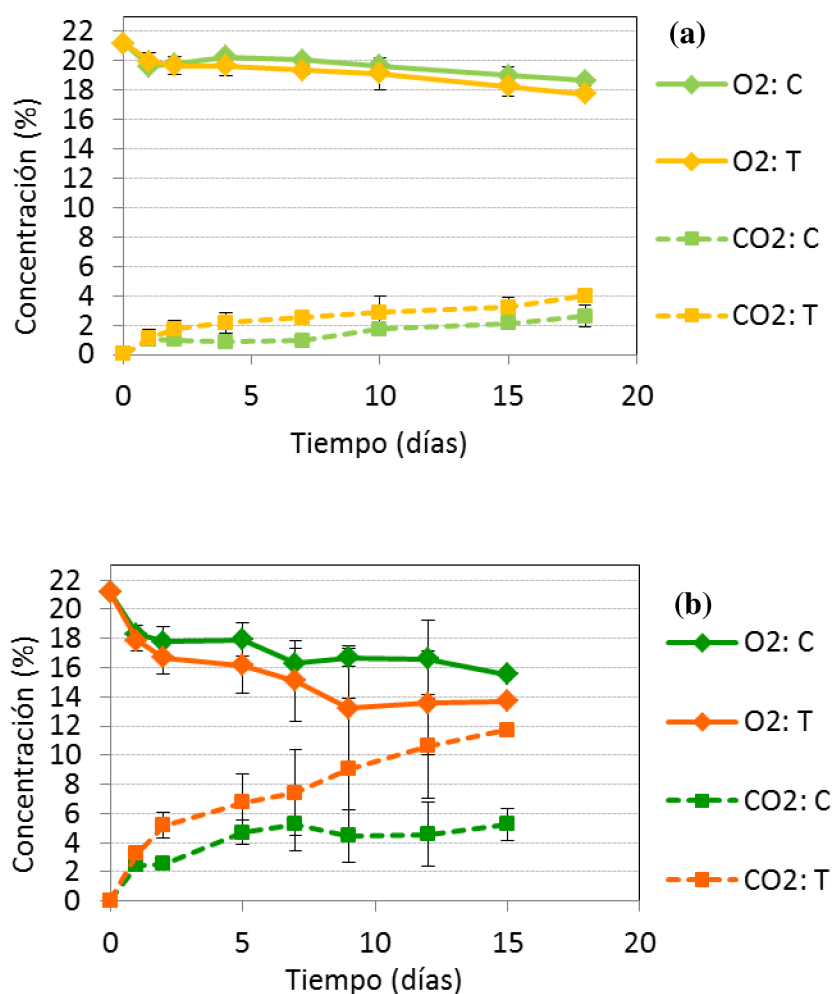 (a)
Concentración (%)
22
20
18
16
14
12
10
8
6
4
2
0
0 5 10 15 20
Tiempo (días)
O2: C
O2: T
CO2: C
CO2: T
(b)
Concentración (%)
22
20
18
16
14
12
10
8
6
4
2
0
0 5 10 15 20
Tiempo (días)
O2: C
O2: T
CO2: C
CO2: T